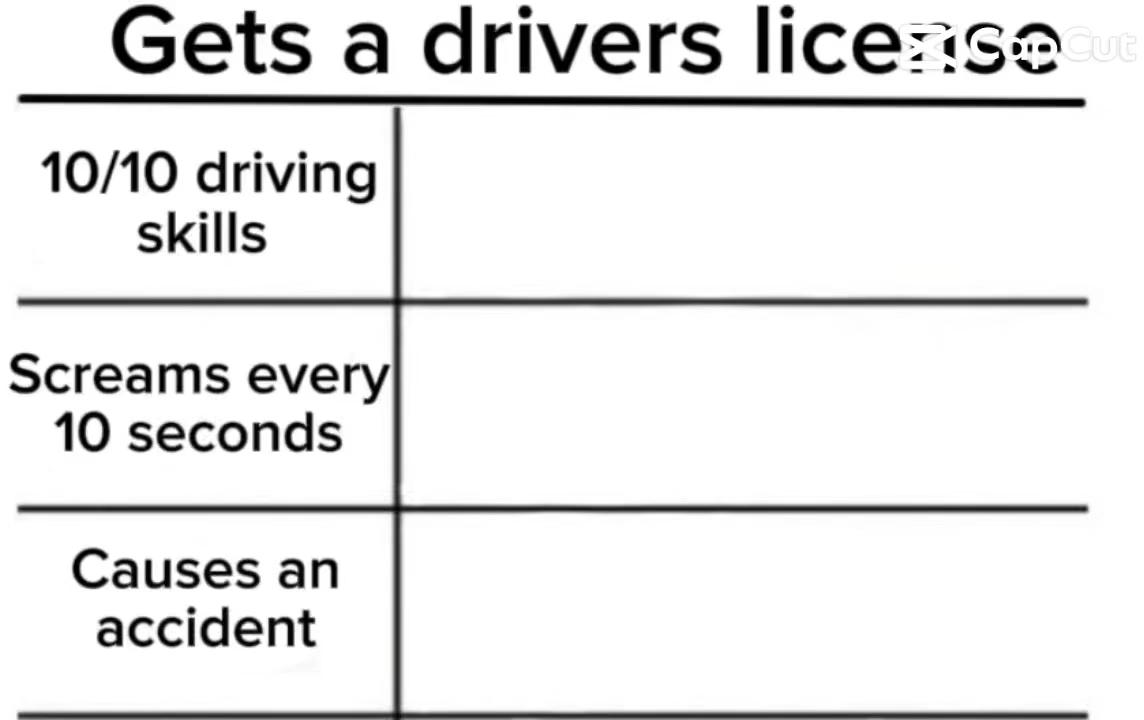 Gets a drivers license
CapCut
10/10 driving
skills
Screams every
10 seconds
Causes an
accident